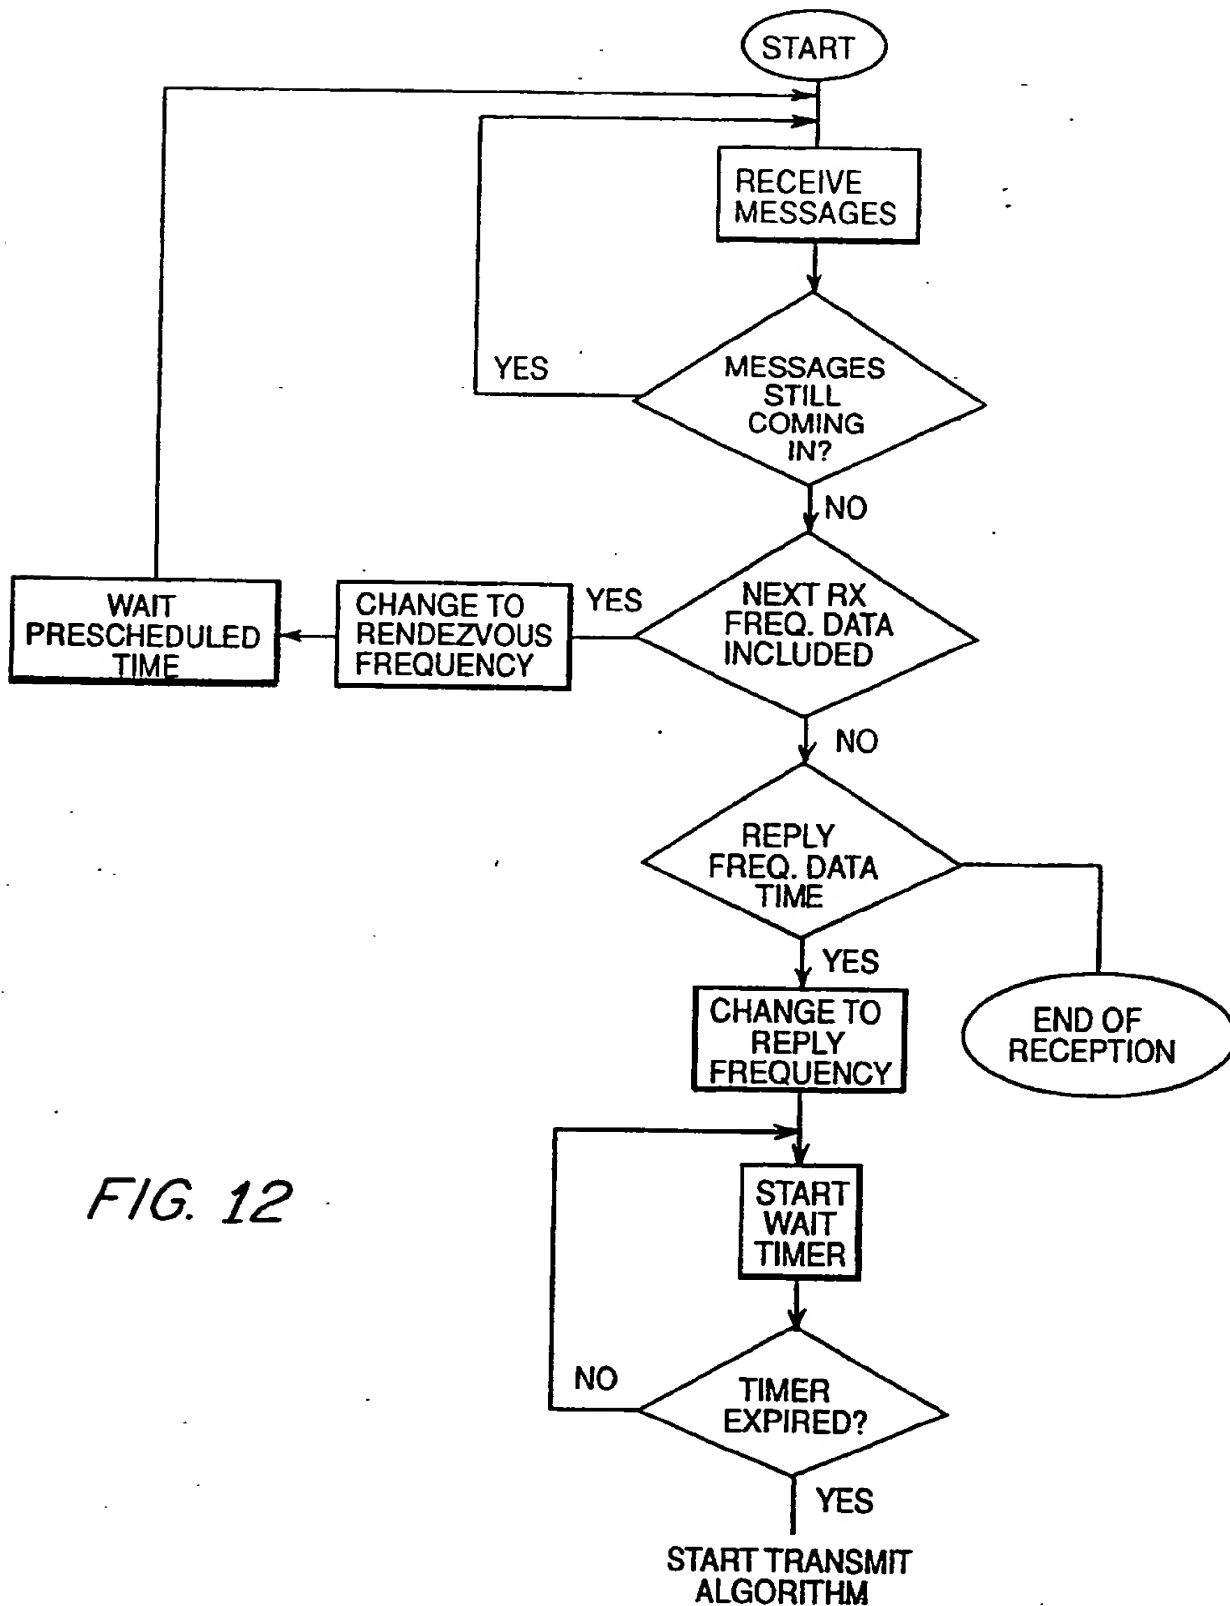 START
RECEIVE
MESSAGES
YES
MESSAGES
STILL
COMING
IN?
NO
WAIT
PRESCHEDULED
TIME
CHANGE TO
RENDEZVOUS
FREQUENCY
YES
NEXT RX
FREQ. DATA
INCLUDED
NO
REPLY
FREQ. DATA
TIME
YES
CHANGE TO
REPLY
FREQUENCY
END OF
RECEPTION
FIG. 12
START
WAIT
TIMER
NO
TIMER
EXPIRED?
YES
START TRANSMIT
ALGORITHM